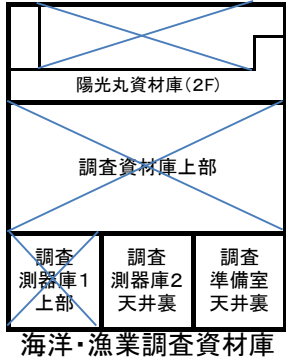 陽光丸資材庫(2F)
調査資材庫上部
調査
測器庫1
上部
調査
測器庫2
天井裏
調査
準備室
天井裏
海洋・漁業調査資材庫